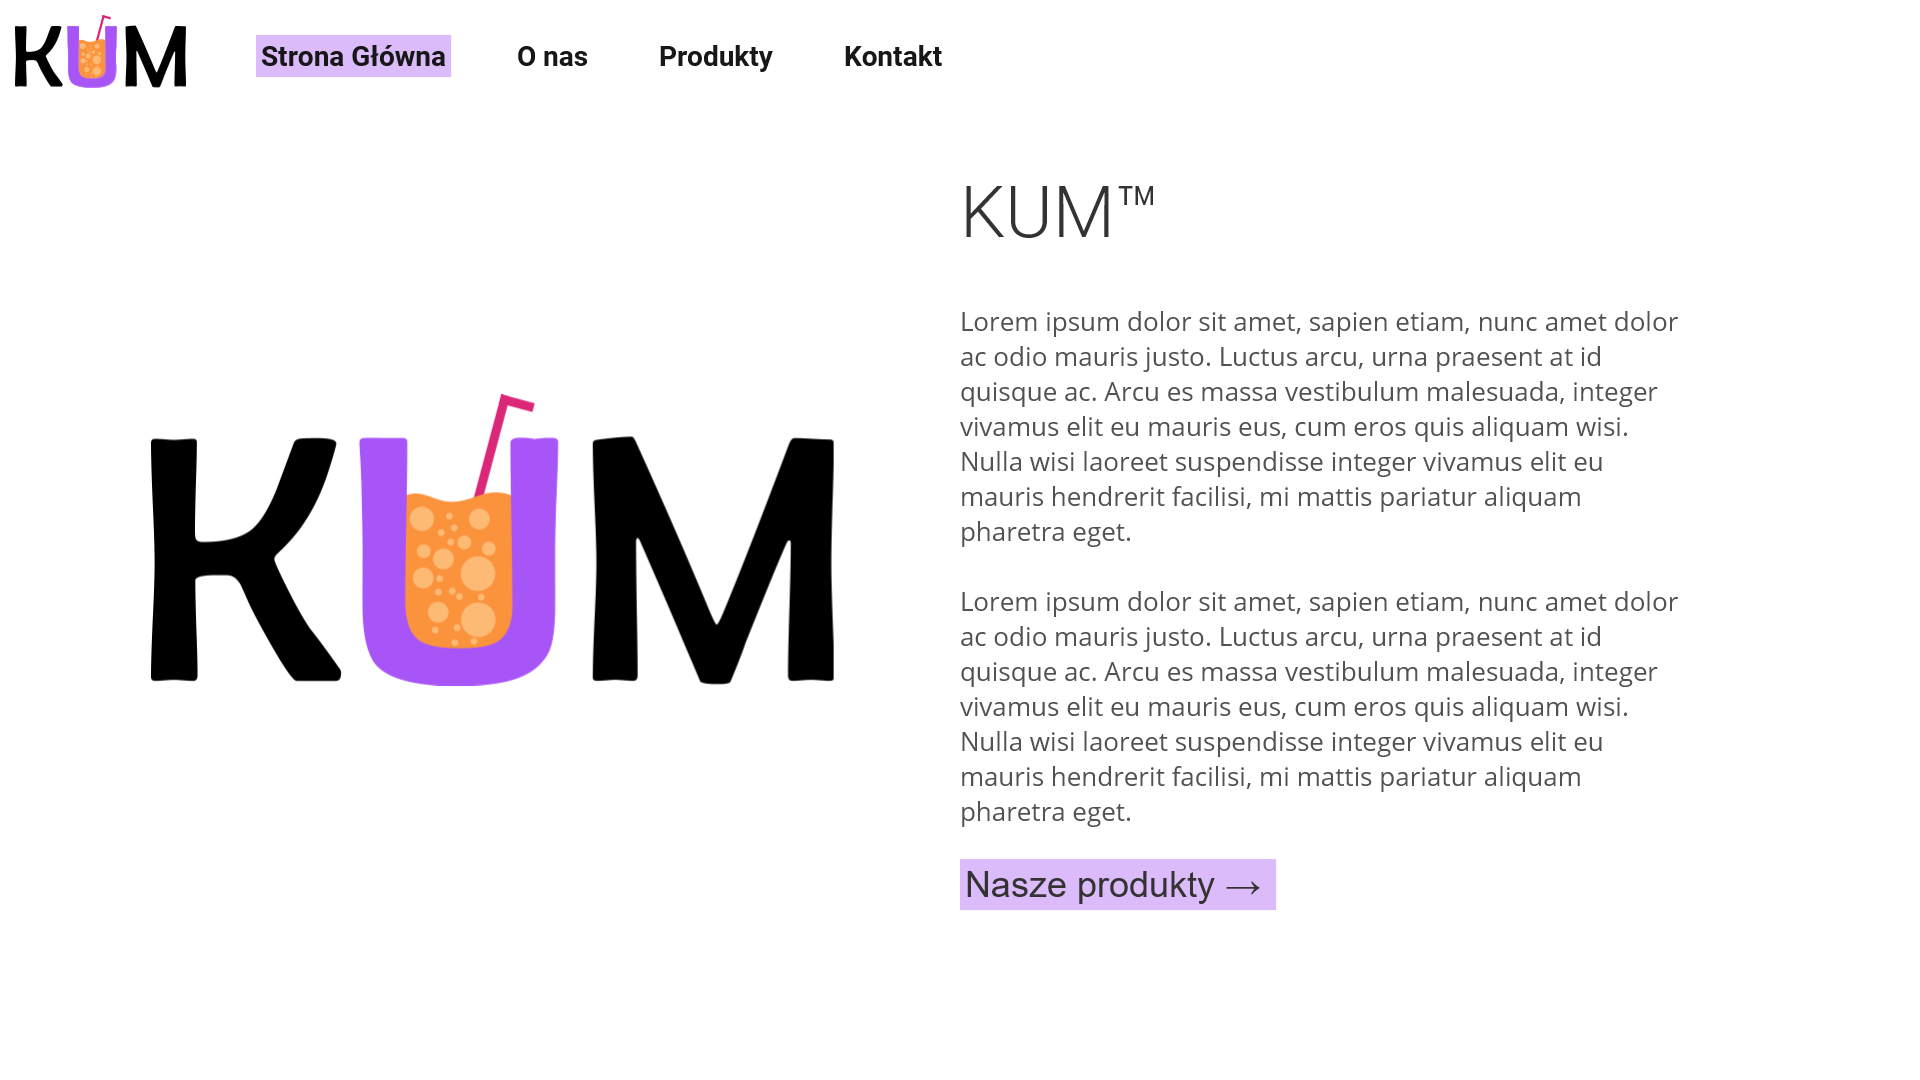 KUM
Strona Główna
O nas
Produkty
Kontakt
KUM™
KUM
Lorem ipsum dolor sit amet, sapien etiam, nunc amet dolor
ac odio mauris justo. Luctus arcu, urna praesent at id
quisque ac. Arcu es massa vestibulum malesuada, integer
vivamus elit eu mauris eus, cum eros quis aliquam wisi.
Nulla wisi laoreet suspendisse integer vivamus elit eu
mauris hendrerit facilisi, mi mattis pariatur aliquam
pharetra eget.
Lorem ipsum dolor sit amet, sapien etiam, nunc amet dolor
ac odio mauris justo. Luctus arcu, urna praesent at id
quisque ac. Arcu es massa vestibulum malesuada, integer
vivamus elit eu mauris eus, cum eros quis aliquam wisi.
Nulla wisi laoreet suspendisse integer vivamus elit eu
mauris hendrerit facilisi, mi mattis pariatur aliquam
pharetra eget.
Nasze produkty →